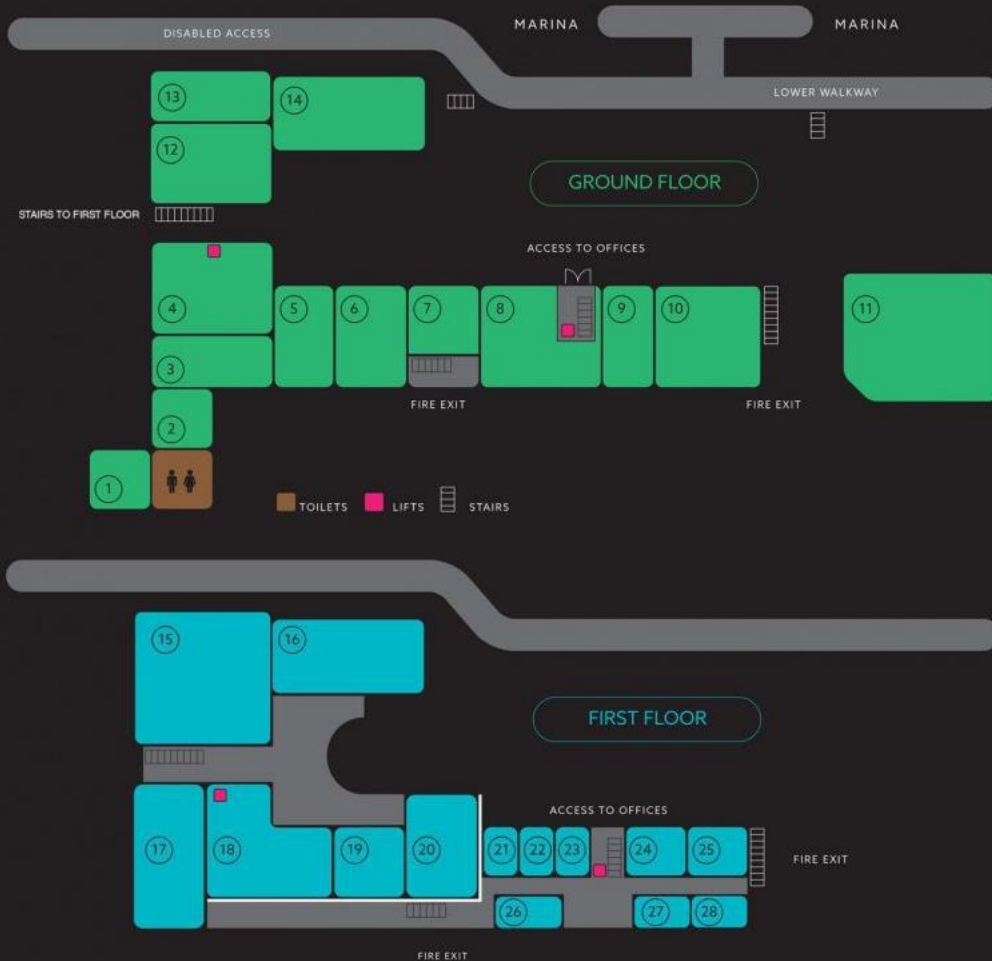 MARINA
MARINA
DISABLED ACCESS
LOWER WALKWAY
13
14
12
GROUND FLOOR
STAIRS TO FIRST FLOOR
ACCESS TO OFFICES
4
5
6
7
8
9
10
11
3
2
FIRE EXIT
FIRE EXIT
1
TOILETS
LIFTS
STAIRS
15
16
FIRST FLOOR
ACCESS TO OFFICES
17
18
19
20
21
22
23
24
25
FIRE EXIT
26
27
28
FIRE EXIT